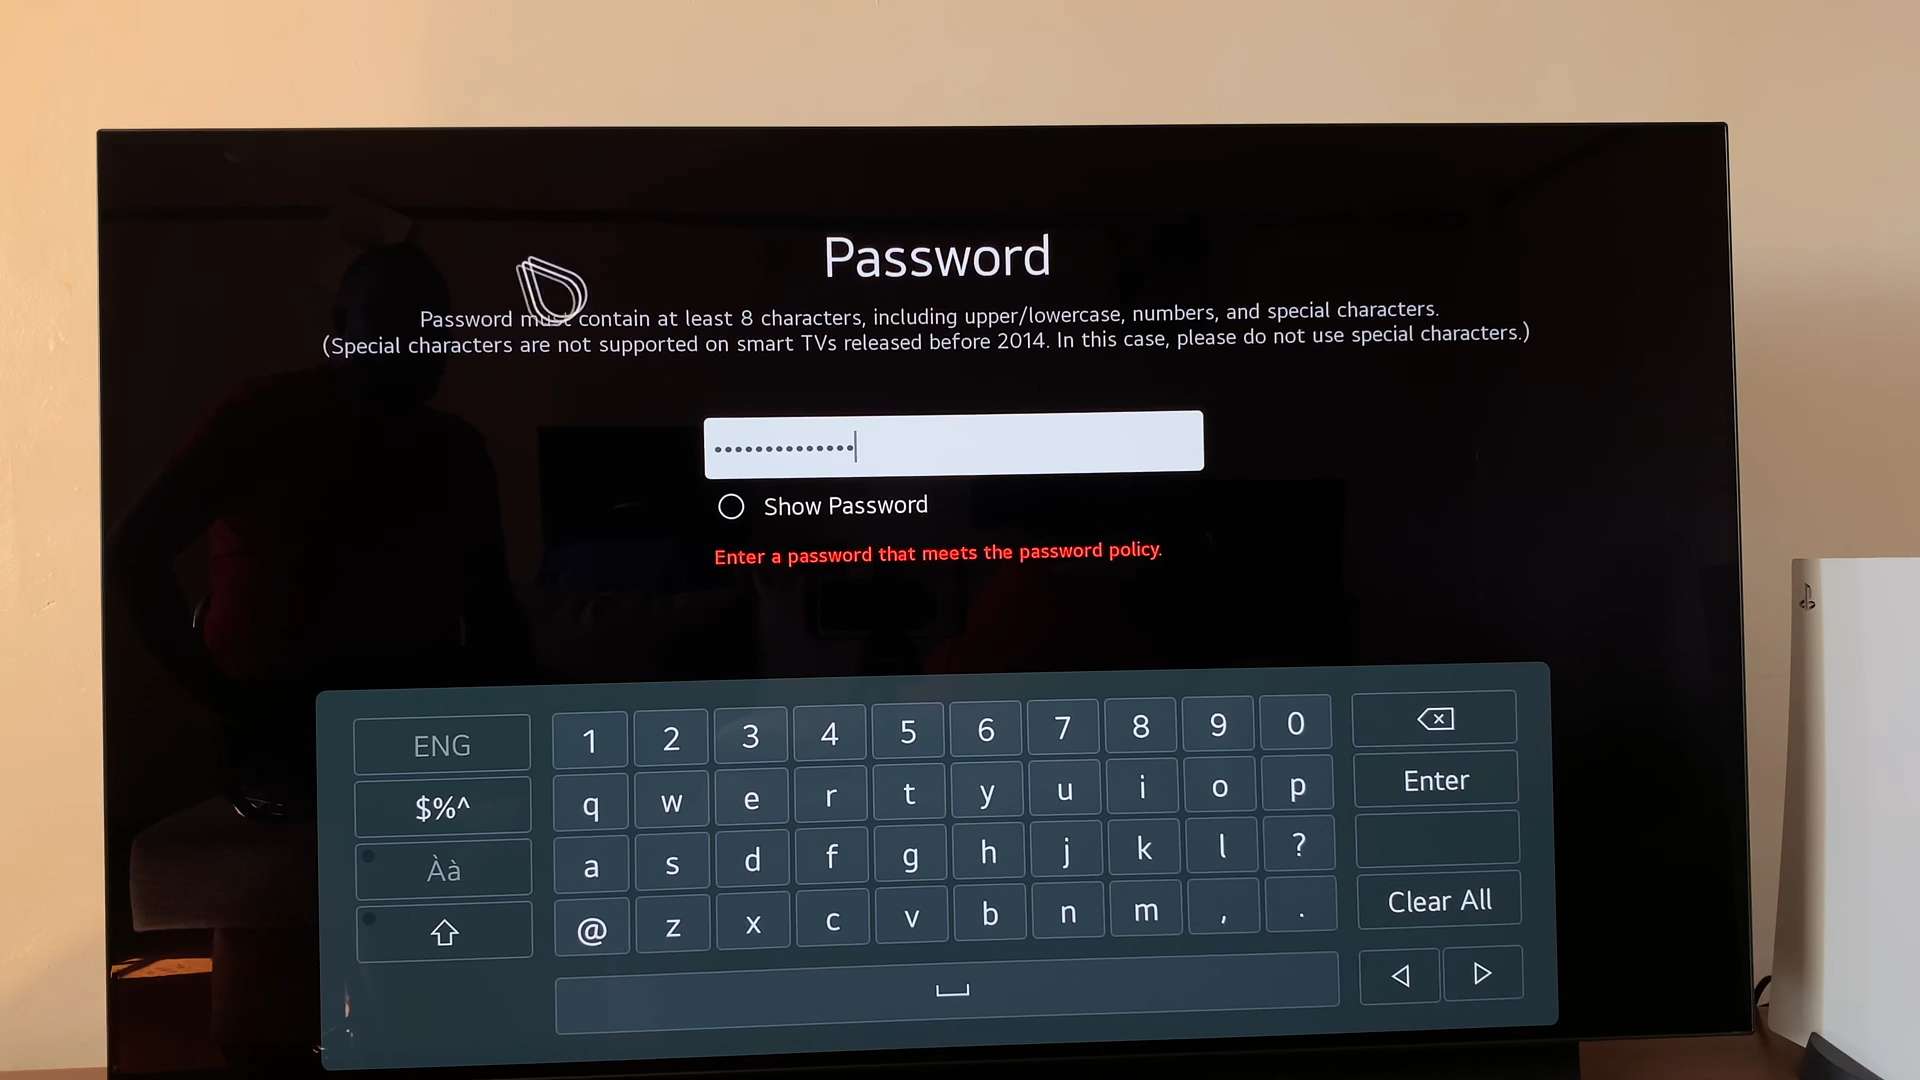 Password
Password must contain at least 8 characters, including upper/lowercase, numbers, and special characters.
(Special characters are not supported on smart TVs released before 2014. In this case, please do not use special characters.)
••••••••••••••
Show Password
Enter a password that meets the password policy.
ENG 1 2 3 4 5 6 7 8 9 0
$%^ q w e r t y u i o p Enter
Àà a s d f g h j k l ?
@ z x c v b n m , . Clear All